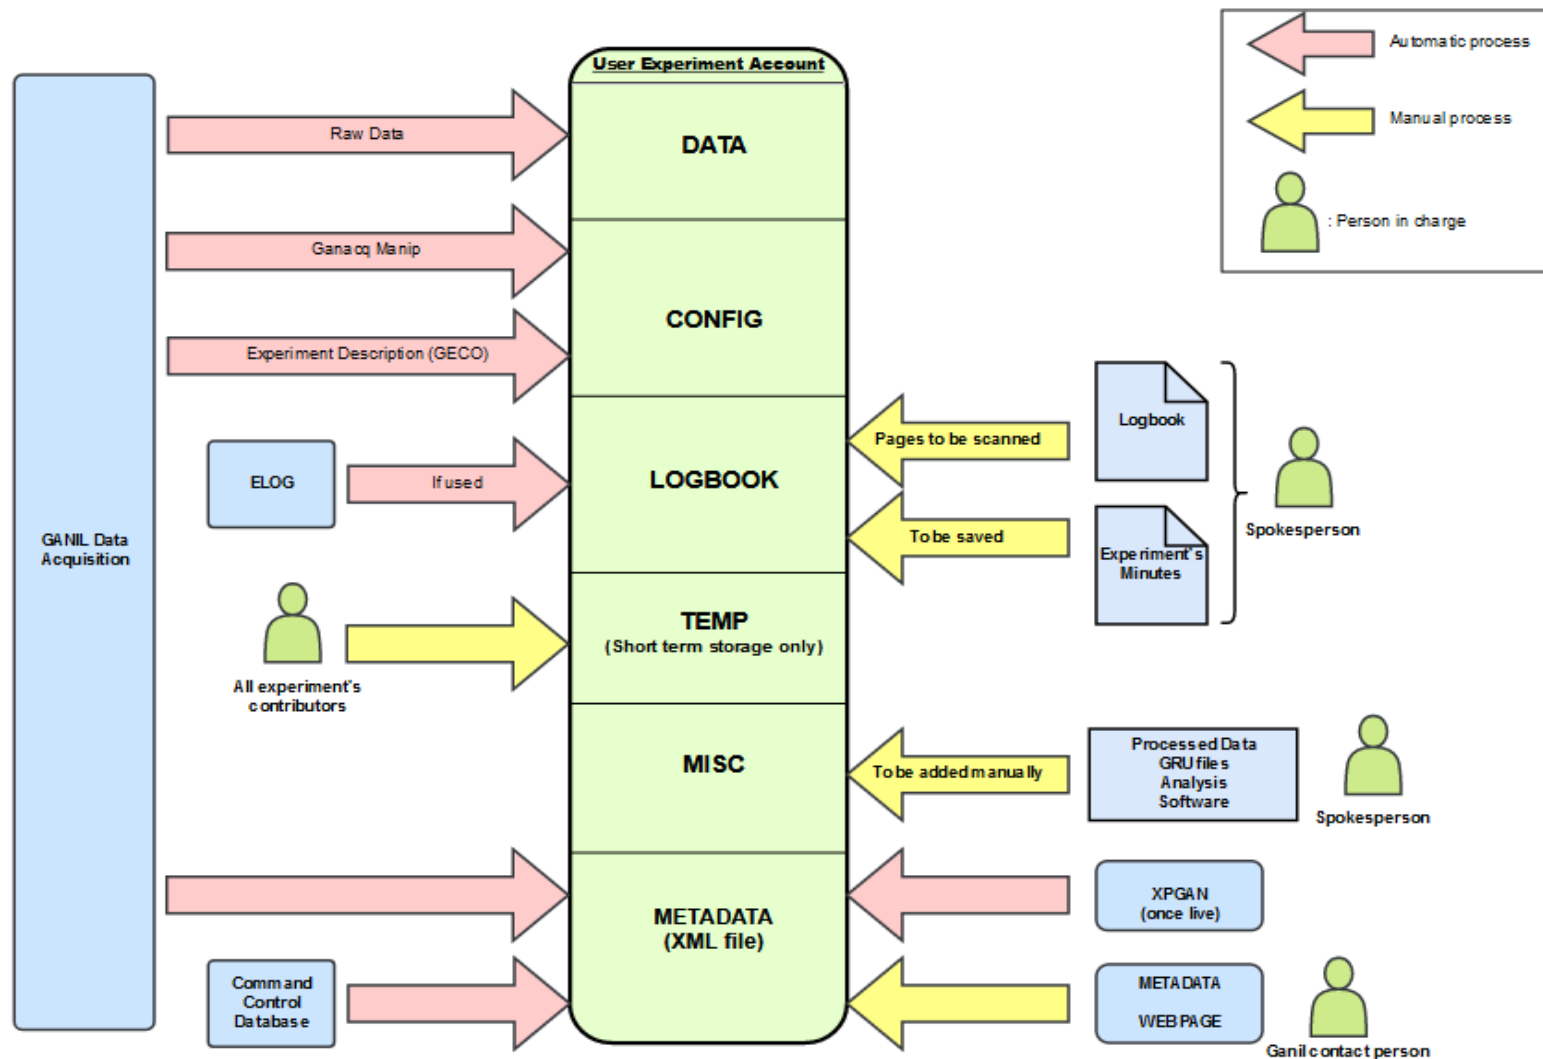 User Experiment Account
Automatic process
Manual process
: Person in charge
Raw Data
DATA
Ganacq Manip
CONFIG
Experiment Description (GECO)
GANIL Data
Acquisition
ELOG
If used
LOGBOOK
Pages to be scanned
Logbook
To be saved
Experiment's
Minutes
Spokesperson
All experiment's
contributors
TEMP
(Short term storage only)
MISC
To be added manually
Processed Data
GRU files
Analysis
Software
Spokesperson
METADATA
(XML file)
XPGAN
(once live)
Command
Control
Database
METADATA
WEBPAGE
Ganil contact person